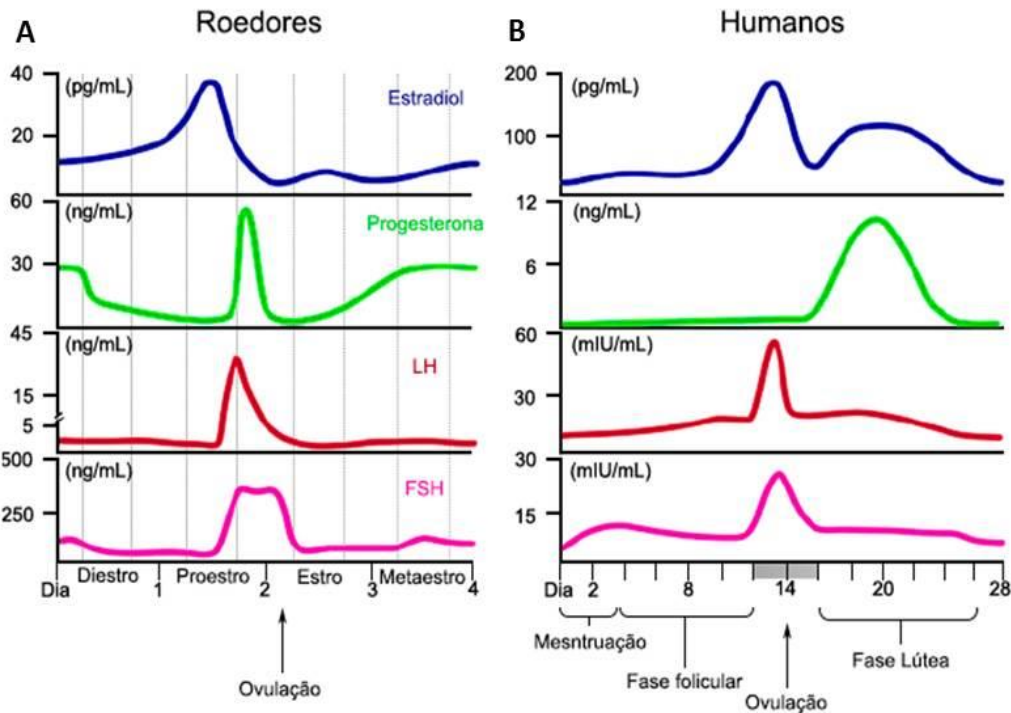 A
Roedores
40
(pg/mL)
Estradiol
20
60
(ng/mL)
Progesterona
30
45
(ng/mL)
LH
15
5
500
(ng/mL)
FSH
250
Diestro
Proestro
Estro
Metaestro
Dia 1 2 3 4
Ovulação
B
Humanos
200
(pg/mL)
100
12
(ng/mL)
6
60
(mIU/mL)
30
30
(mIU/mL)
15
Dia 2 8 14 20 28
Mesntruação
Fase folicular
Ovulação
Fase Lútea